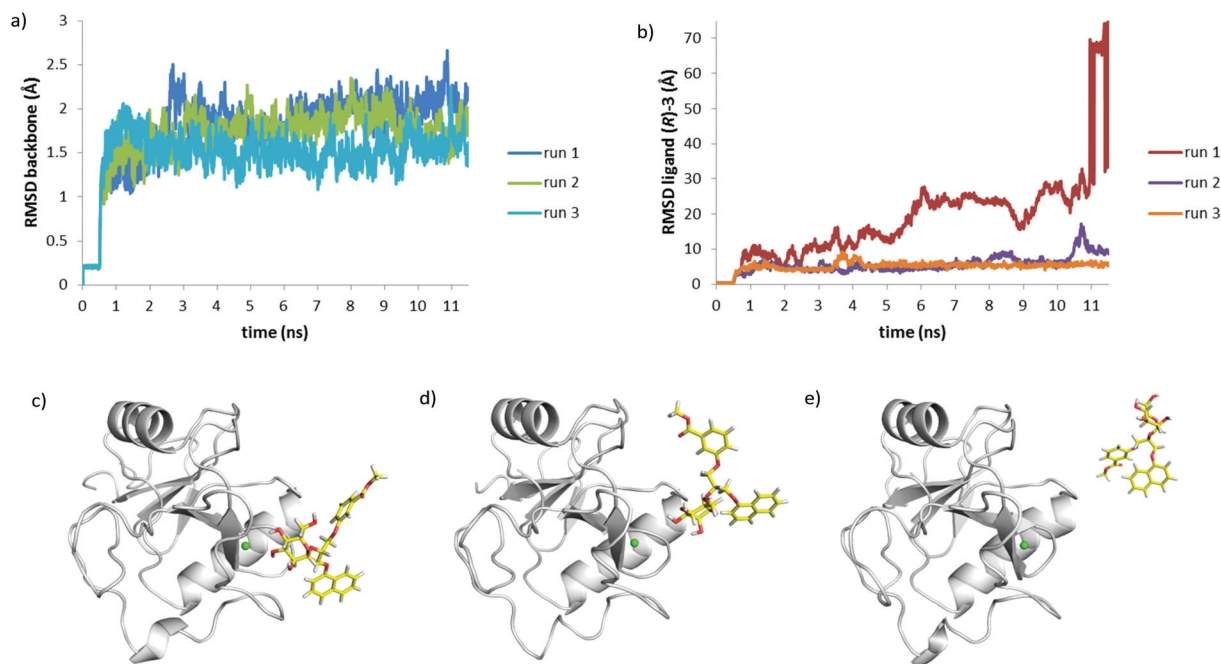 a)
RMSD backbone (Å)
3
2.5
2
1.5
1
0.5
0
0 1 2 3 4 5 6 7 8 9 10 11
time (ns)
run 1
run 2
run 3
b)
RMSD ligand (R)-3 (Å)
70
60
50
40
30
20
10
0
0 1 2 3 4 5 6 7 8 9 10 11
time (ns)
run 1
run 2
run 3
c)
d)
e)